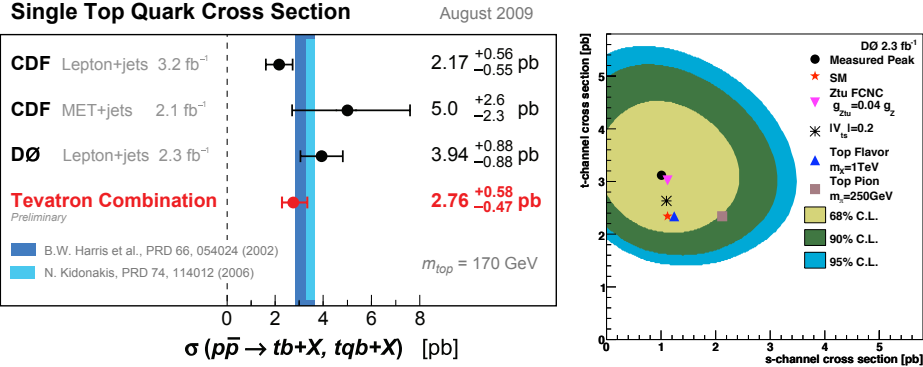 Single Top Quark Cross Section August 2009
CDF Lepton+jets 3.2 fb⁻¹ 2.17 +0.56 −0.55 pb
CDF MET+jets 2.1 fb⁻¹ 5.0 +2.6 −2.3 pb
DØ Lepton+jets 2.3 fb⁻¹ 3.94 +0.88 −0.88 pb
Tevatron Combination 2.76 +0.58 −0.47 pb
Preliminary
B.W. Harris et al., PRD 66, 054024 (2002)
N. Kidonakis, PRD 74, 114012 (2006)
m_top = 170 GeV
0 2 4 6 8
σ (pp̅ → tb+X, tqb+X) [pb]
t-channel cross section [pb]
5
4
3
2
1
0
0 1 2 3 4 5
s-channel cross section [pb]
DØ 2.3 fb⁻¹
Measured Peak
SM
Ztu FCNC
g_Ztu=0.04 g_Z
|V_ts|=0.2
Top Flavor
m_X=1TeV
Top Pion
m_π=250GeV
68% C.L.
90% C.L.
95% C.L.